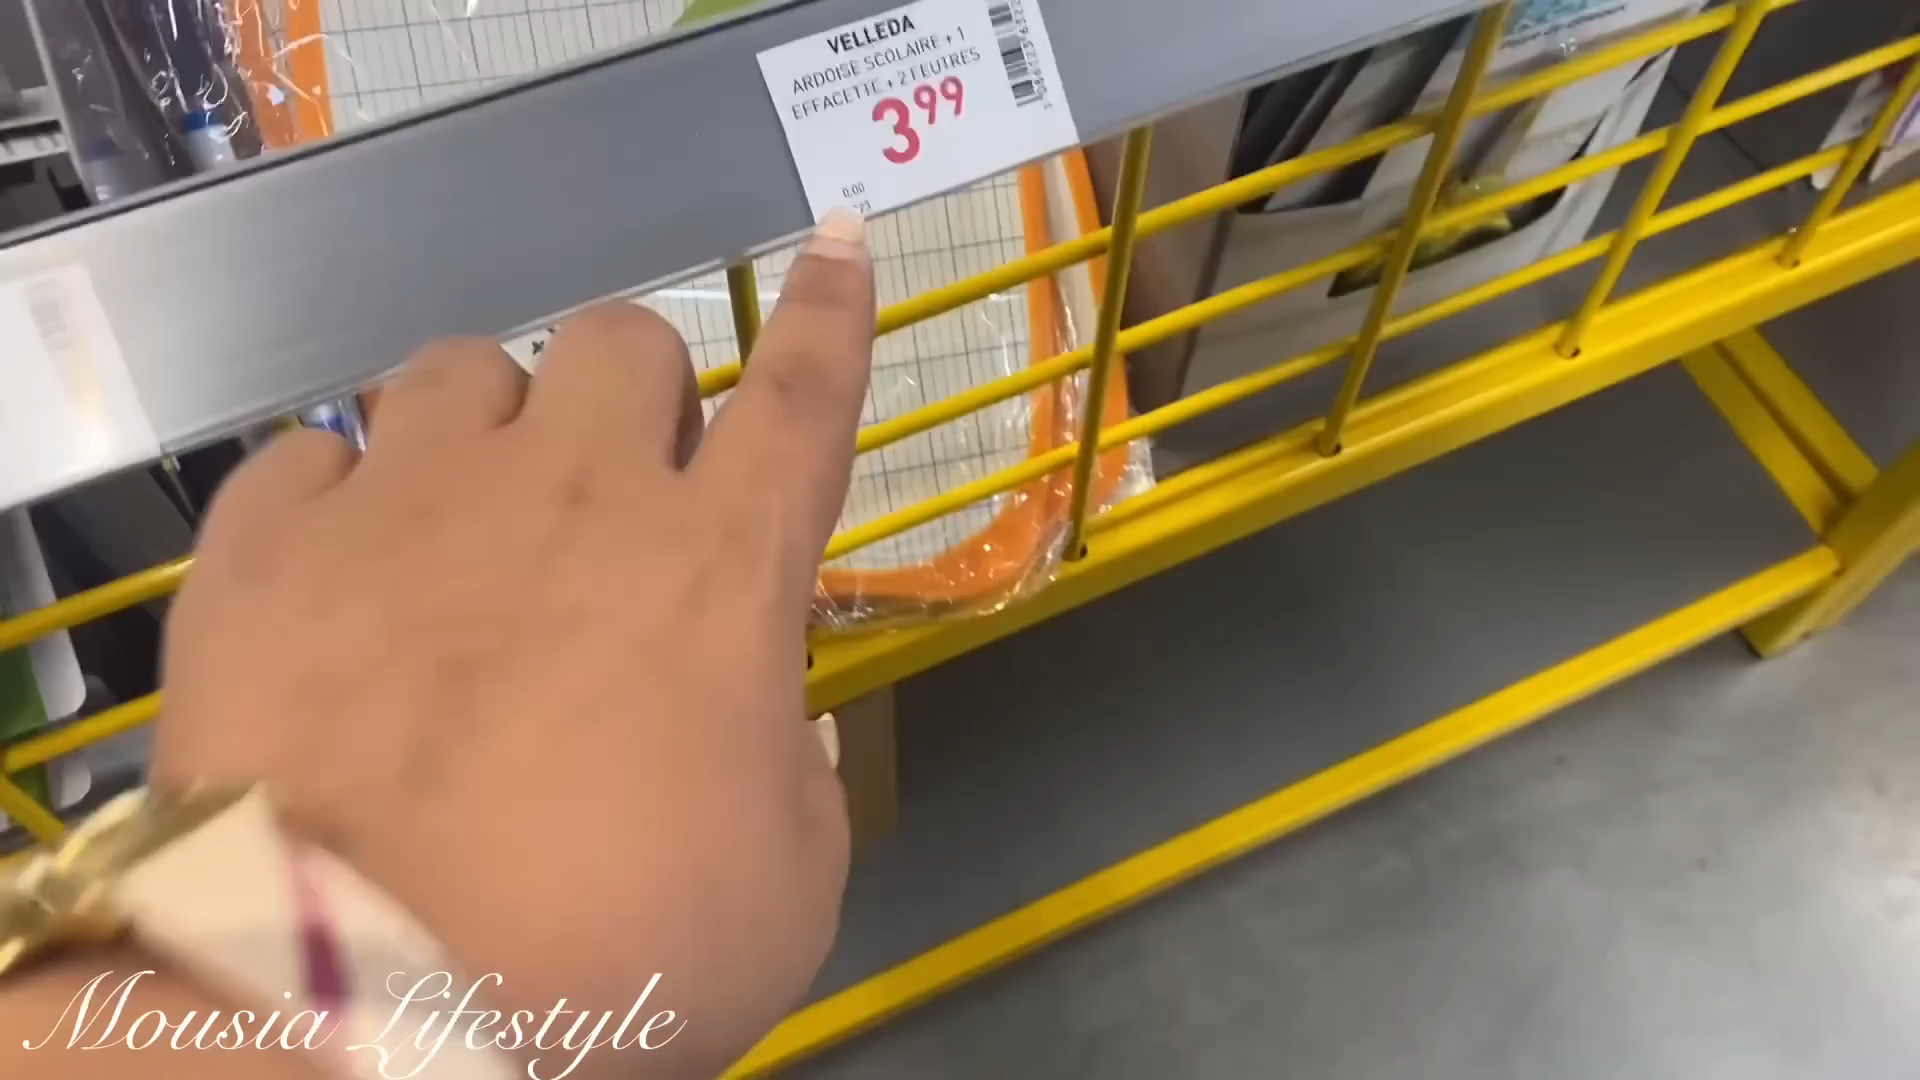 VELLEDA
ARDOISE SCOLAIRE + 1
EFFACETTE + 2 FEUTRES
3,99
0,00
Mousia Lifestyle